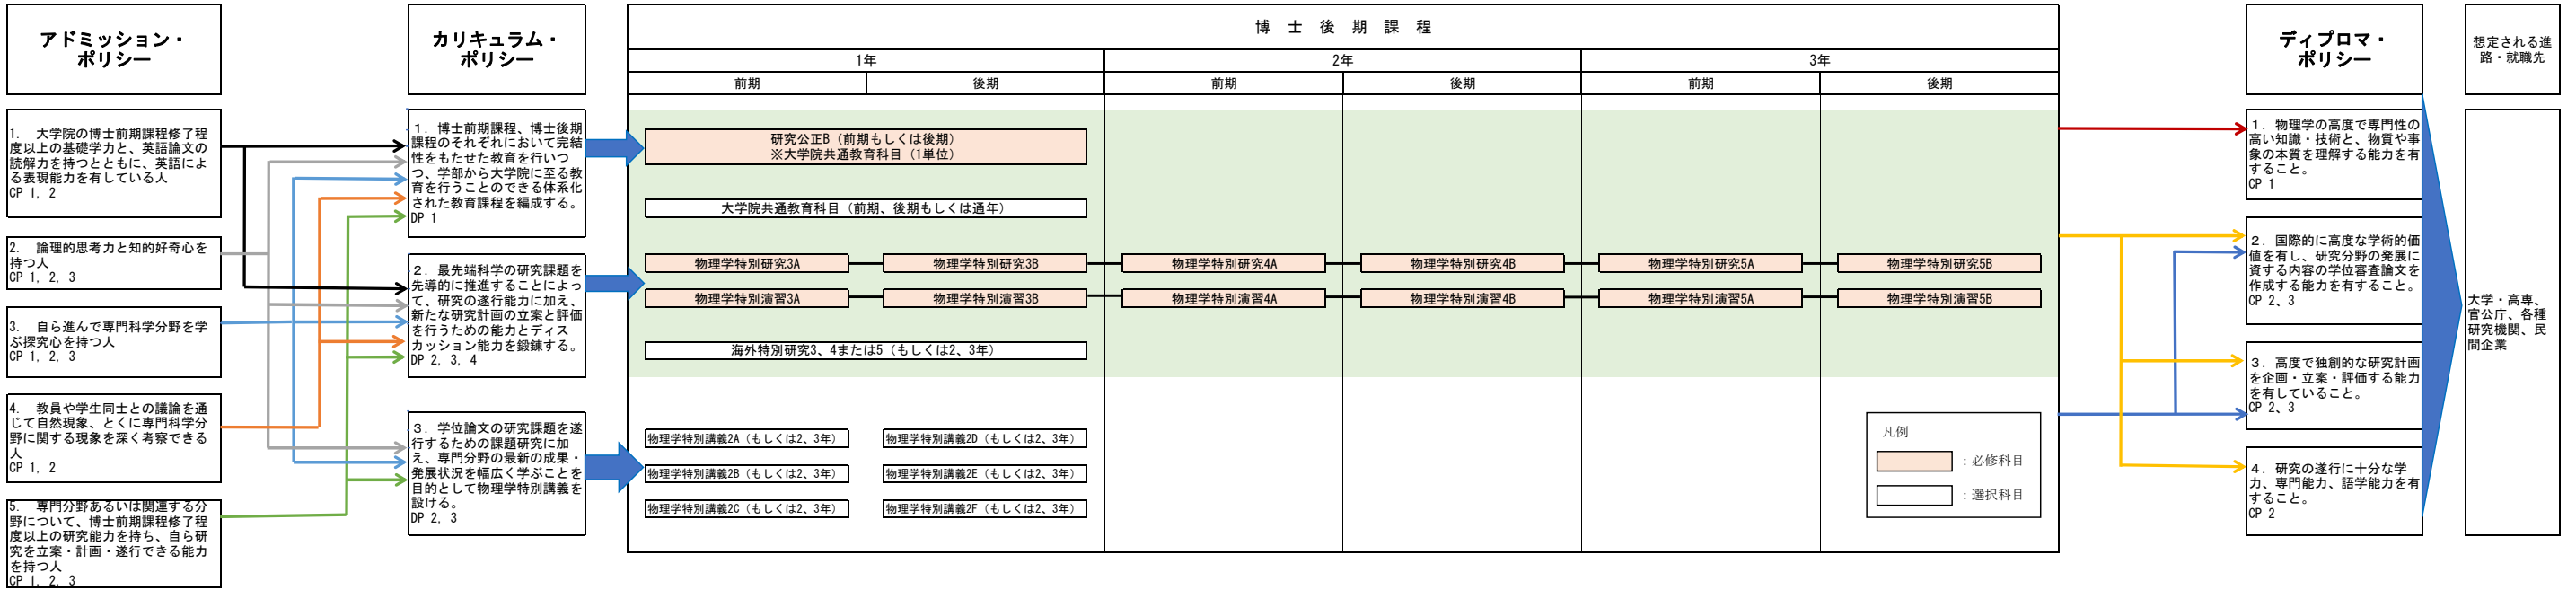 アドミッション・
ポリシー
1.　大学院の博士前期課程修了程
度以上の基礎学力と、英語論文の
読解力を持つとともに、英語によ
る表現能力を有している人
CP 1, 2
2.　論理的思考力と知的好奇心を
持つ人
CP 1, 2, 3
3.　自ら進んで専門科学分野を学
ぶ探究心を持つ人
CP 1, 2, 3
4.　教員や学生同士との議論を通
じて自然現象、とくに専門科学分
野に関する現象を深く考察できる
人
CP 1, 2
5.　専門分野あるいは関連する分
野について、博士前期課程修了程
度以上の研究能力を持ち、自ら研
究を立案・計画・遂行できる能力
を持つ人
CP 1, 2, 3
カリキュラム・
ポリシー
１．博士前期課程、博士後期
課程のそれぞれにおいて完結
性をもたせた教育を行いつ
つ、学部から大学院に至る教
育を行うことのできる体系化
された教育課程を編成する。
DP 1
２．最先端科学の研究課題を
先導的に推進することによっ
て、研究の遂行能力に加え、
新たな研究計画の立案と評価
を行うための能力とディス
カッション能力を鍛錬する。
DP 2, 3, 4
３．学位論文の研究課題を遂
行するための課題研究に加
え、専門分野の最新の成果・
発展状況を幅広く学ぶことを
目的として物理学特別講義を
設ける。
DP 2, 3
博　士　後　期　課　程
1年
2年
3年
前期
後期
前期
後期
前期
後期
研究公正B（前期もしくは後期）
※大学院共通教育科目（1単位）
大学院共通教育科目（前期、後期もしくは通年）
物理学特別研究3A
物理学特別研究3B
物理学特別研究4A
物理学特別研究4B
物理学特別研究5A
物理学特別研究5B
物理学特別演習3A
物理学特別演習3B
物理学特別演習4A
物理学特別演習4B
物理学特別演習5A
物理学特別演習5B
海外特別研究3、4または5（もしくは2、3年）
物理学特別講義2A（もしくは2、3年）
物理学特別講義2D（もしくは2、3年）
物理学特別講義2B（もしくは2、3年）
物理学特別講義2E（もしくは2、3年）
物理学特別講義2C（もしくは2、3年）
物理学特別講義2F（もしくは2、3年）
凡例
：必修科目
：選択科目
ディプロマ・
ポリシー
１．物理学の高度で専門性の
高い知識・技術と、物質や事
象の本質を理解する能力を有
すること。
CP 1
２．国際的に高度な学術的価
値を有し、研究分野の発展に
資する内容の学位審査論文を
作成する能力を有すること。
CP 2、3
３．高度で独創的な研究計画
を企画・立案・評価する能力
を有していること。
CP 2、3
４．研究の遂行に十分な学
力、専門能力、語学能力を有
すること。
CP 2
想定される進
路・就職先
大学・高専、
官公庁、各種
研究機関、民
間企業